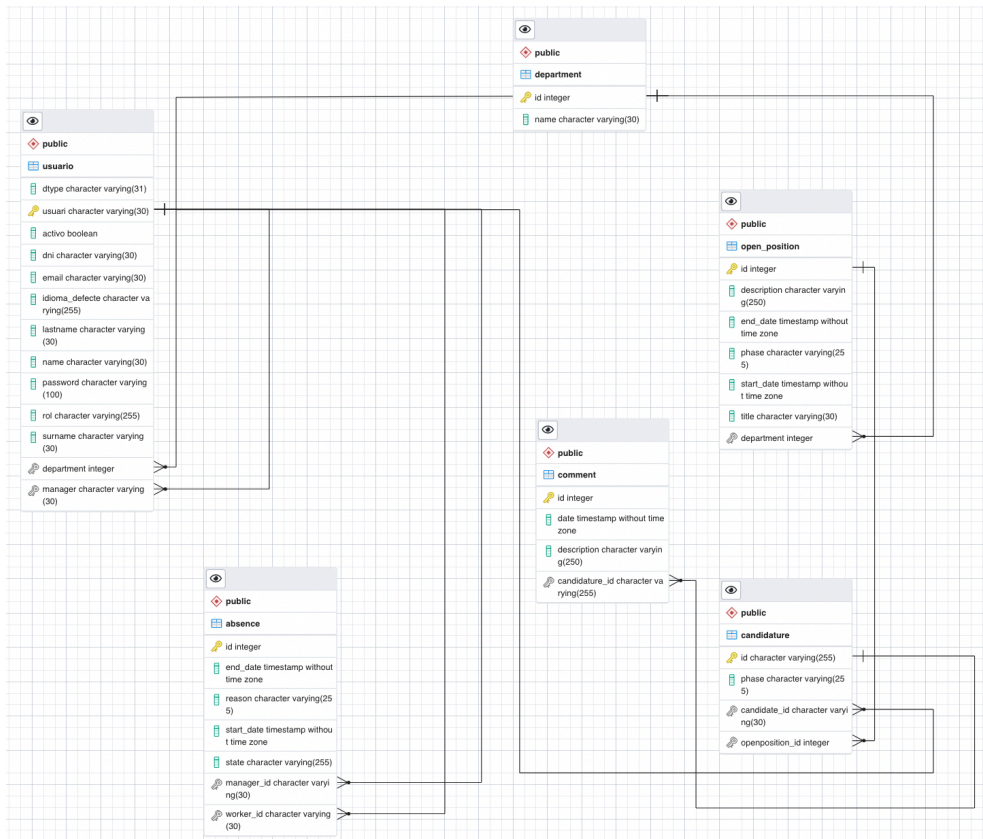 public
department
id integer
name character varying(30)
public
usuario
dtype character varying(31)
usuari character varying(30)
activo boolean
dni character varying(30)
email character varying(30)
idioma_defecte character va
rying(255)
lastname character varying
(30)
name character varying(30)
password character varying
(100)
rol character varying(255)
surname character varying
(30)
department integer
manager character varying
(30)
public
open_position
id integer
description character varyin
g(250)
end_date timestamp without
time zone
phase character varying(25
5)
start_date timestamp withou
t time zone
title character varying(30)
department integer
public
comment
id integer
date timestamp without time
zone
description character varyin
g(250)
candidature_id character va
rying(255)
public
absence
id integer
end_date timestamp without
time zone
reason character varying(25
5)
start_date timestamp withou
t time zone
state character varying(255)
manager_id character varyi
ng(30)
worker_id character varying
(30)
public
candidature
id character varying(255)
phase character varying(25
5)
candidate_id character varyi
ng(30)
openposition_id integer